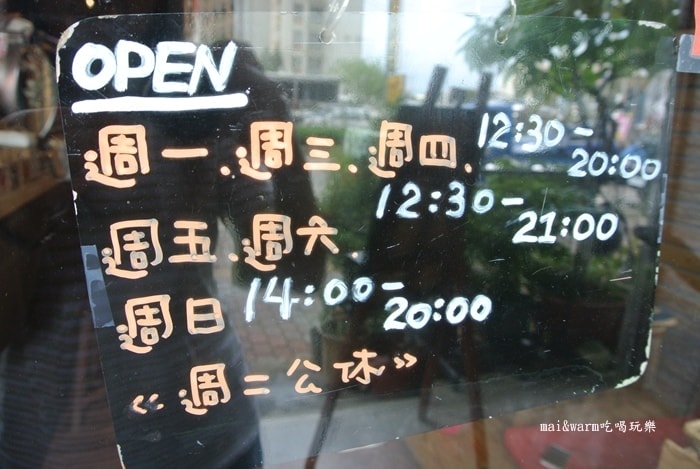 OPEN
週一、週三、週四、12:30-20:00
週五、週六 12:30-21:00
週日 14:00-20:00
《週二公休》
mai&warm吃喝玩樂